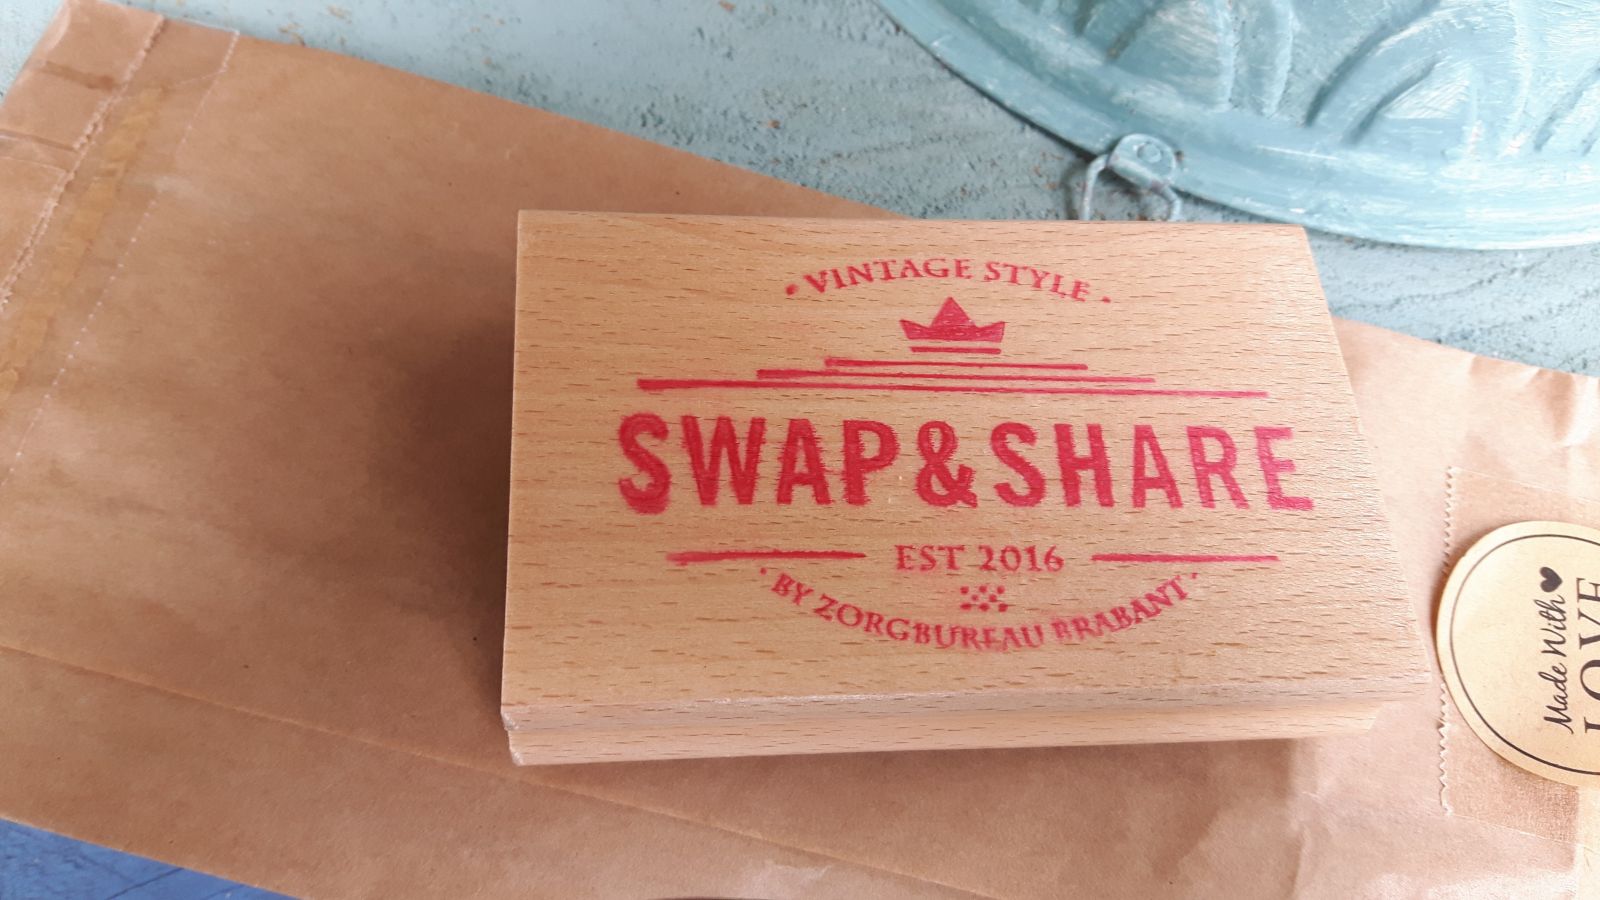 • VINTAGE STYLE •
SWAP&SHARE
EST 2016
• BY ZORGBUREAU BRABANT •
Made With
LOVE